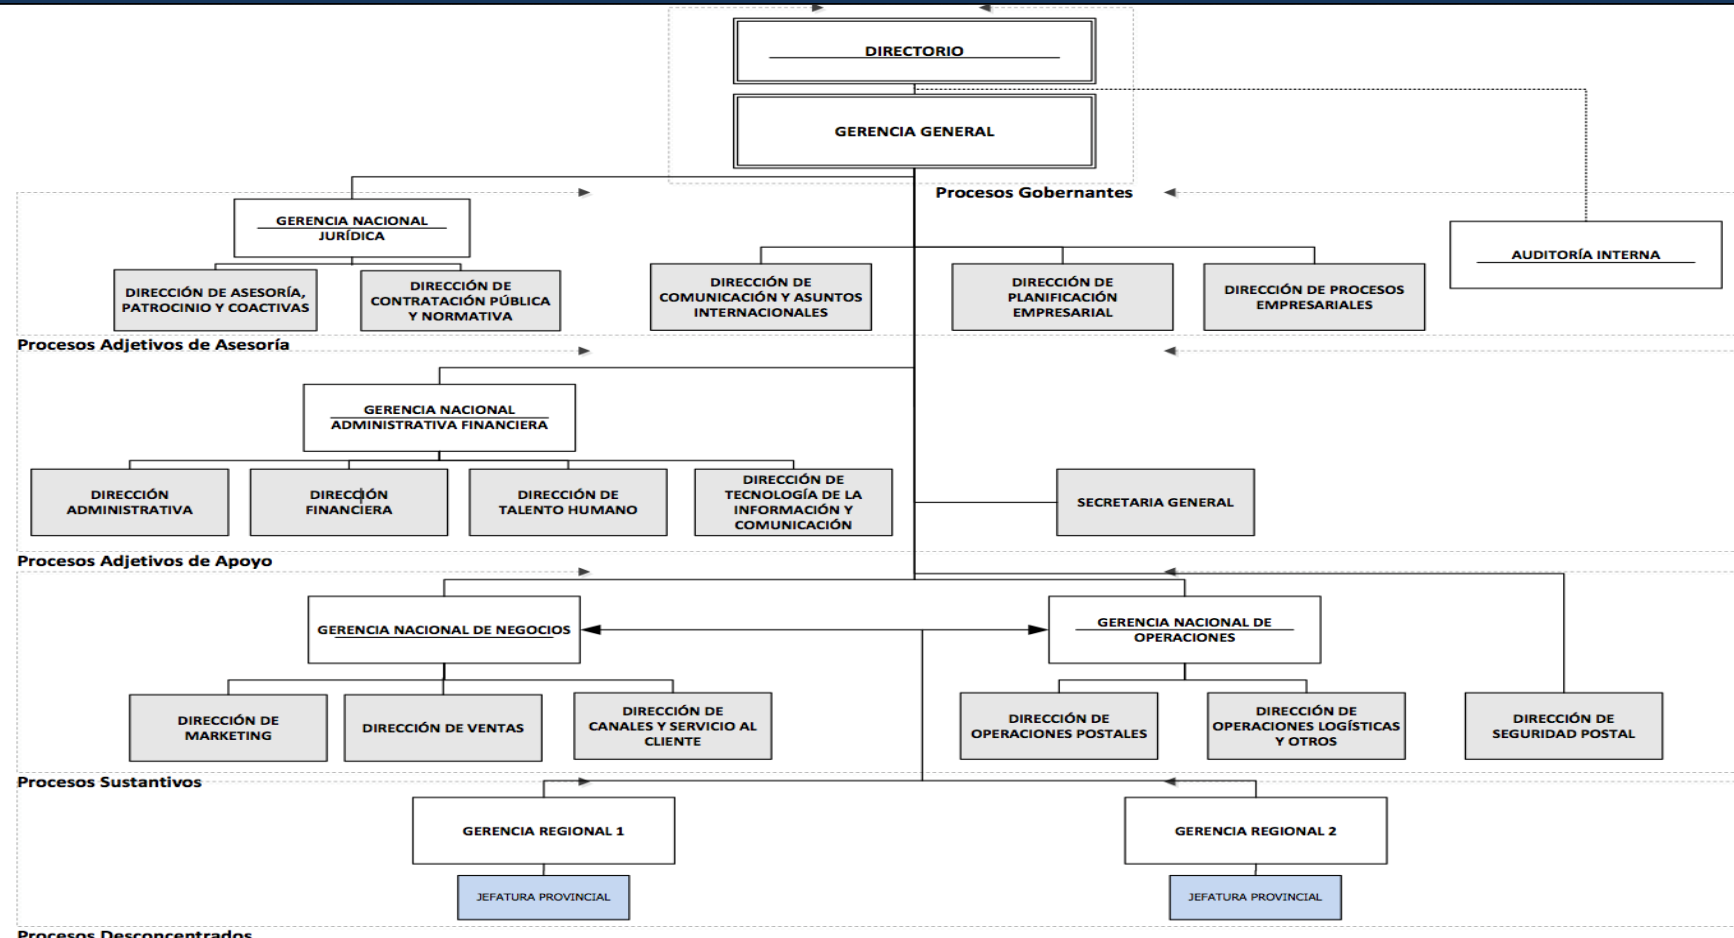 DIRECTORIO
GERENCIA GENERAL
Procesos Gobernantes
GERENCIA NACIONAL
JURÍDICA
AUDITORÍA INTERNA
DIRECCIÓN DE ASESORÍA,
PATROCINIO Y COACTIVAS
DIRECCIÓN DE
CONTRATACIÓN PÚBLICA
Y NORMATIVA
DIRECCIÓN DE
COMUNICACIÓN Y ASUNTOS
INTERNACIONALES
DIRECCIÓN DE
PLANIFICACIÓN
EMPRESARIAL
DIRECCIÓN DE PROCESOS
EMPRESARIALES
Procesos Adjetivos de Asesoría
GERENCIA NACIONAL
ADMINISTRATIVA FINANCIERA
DIRECCIÓN
ADMINISTRATIVA
DIRECCIÓN
FINANCIERA
DIRECCIÓN DE
TALENTO HUMANO
DIRECCIÓN DE
TECNOLOGÍA DE LA
INFORMACIÓN Y
COMUNICACIÓN
SECRETARIA GENERAL
Procesos Adjetivos de Apoyo
GERENCIA NACIONAL DE NEGOCIOS
GERENCIA NACIONAL DE
OPERACIONES
DIRECCIÓN DE
MARKETING
DIRECCIÓN DE VENTAS
DIRECCIÓN DE
CANALES Y SERVICIO AL
CLIENTE
DIRECCIÓN DE
OPERACIONES POSTALES
DIRECCIÓN DE
OPERACIONES LOGÍSTICAS
Y OTROS
DIRECCIÓN DE
SEGURIDAD POSTAL
Procesos Sustantivos
GERENCIA REGIONAL 1
GERENCIA REGIONAL 2
JEFATURA PROVINCIAL
JEFATURA PROVINCIAL
Procesos Desconcentrados